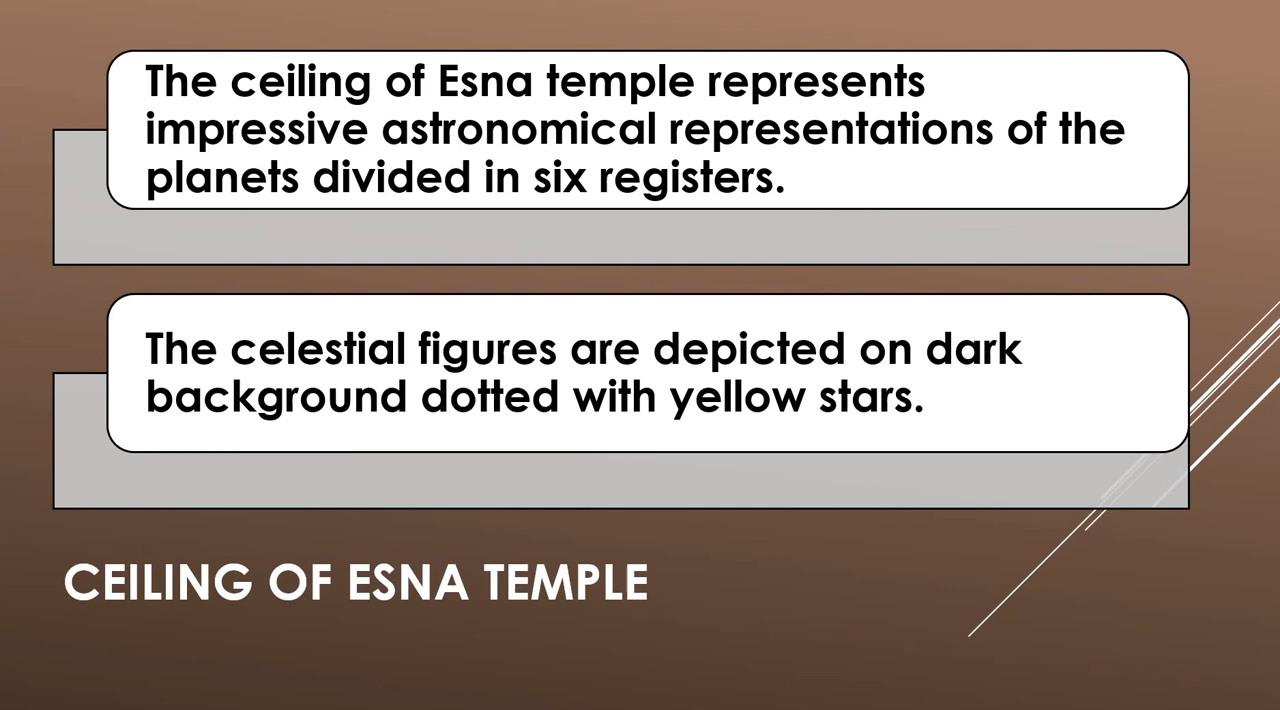 The ceiling of Esna temple represents
impressive astronomical representations of the
planets divided in six registers.
The celestial figures are depicted on dark
background dotted with yellow stars.
CEILING OF ESNA TEMPLE